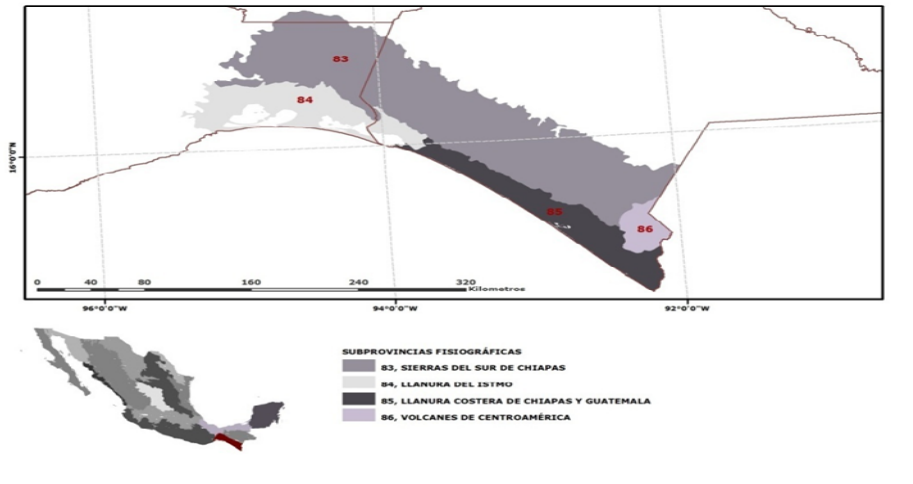 83
84
16°0'0"N
85
86
0 40 80 160 240 320
Kilometros
96°0'0"W 94°0'0"W 92°0'0"W
SUBPROVINCIAS FISIOGRÁFICAS
83, SIERRAS DEL SUR DE CHIAPAS
84, LLANURA DEL ISTMO
85, LLANURA COSTERA DE CHIAPAS Y GUATEMALA
86, VOLCANES DE CENTROAMÉRICA